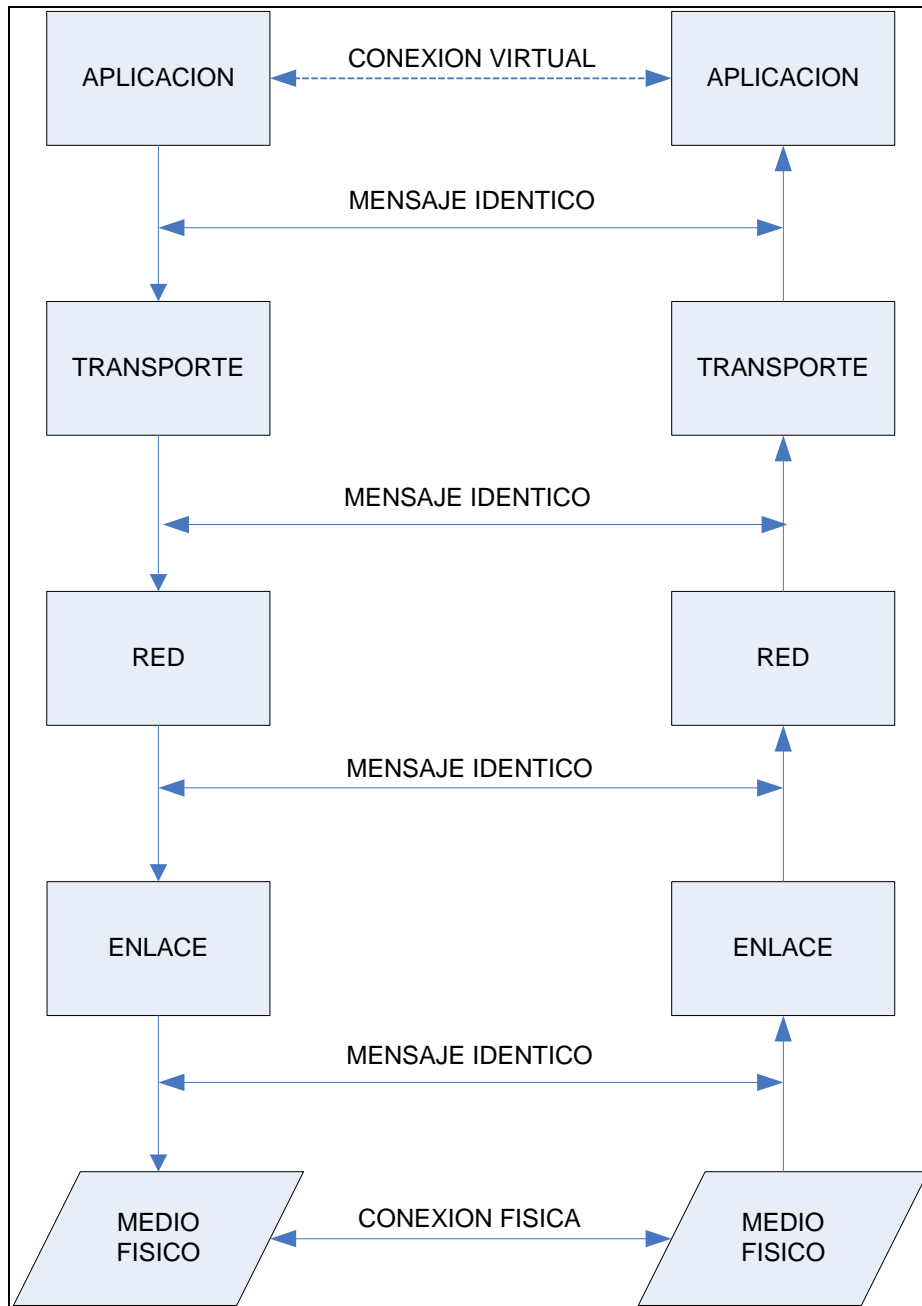 APLICACION
CONEXION VIRTUAL
APLICACION
MENSAJE IDENTICO
TRANSPORTE
TRANSPORTE
MENSAJE IDENTICO
RED
RED
MENSAJE IDENTICO
ENLACE
ENLACE
MENSAJE IDENTICO
MEDIO
FISICO
CONEXION FISICA
MEDIO
FISICO